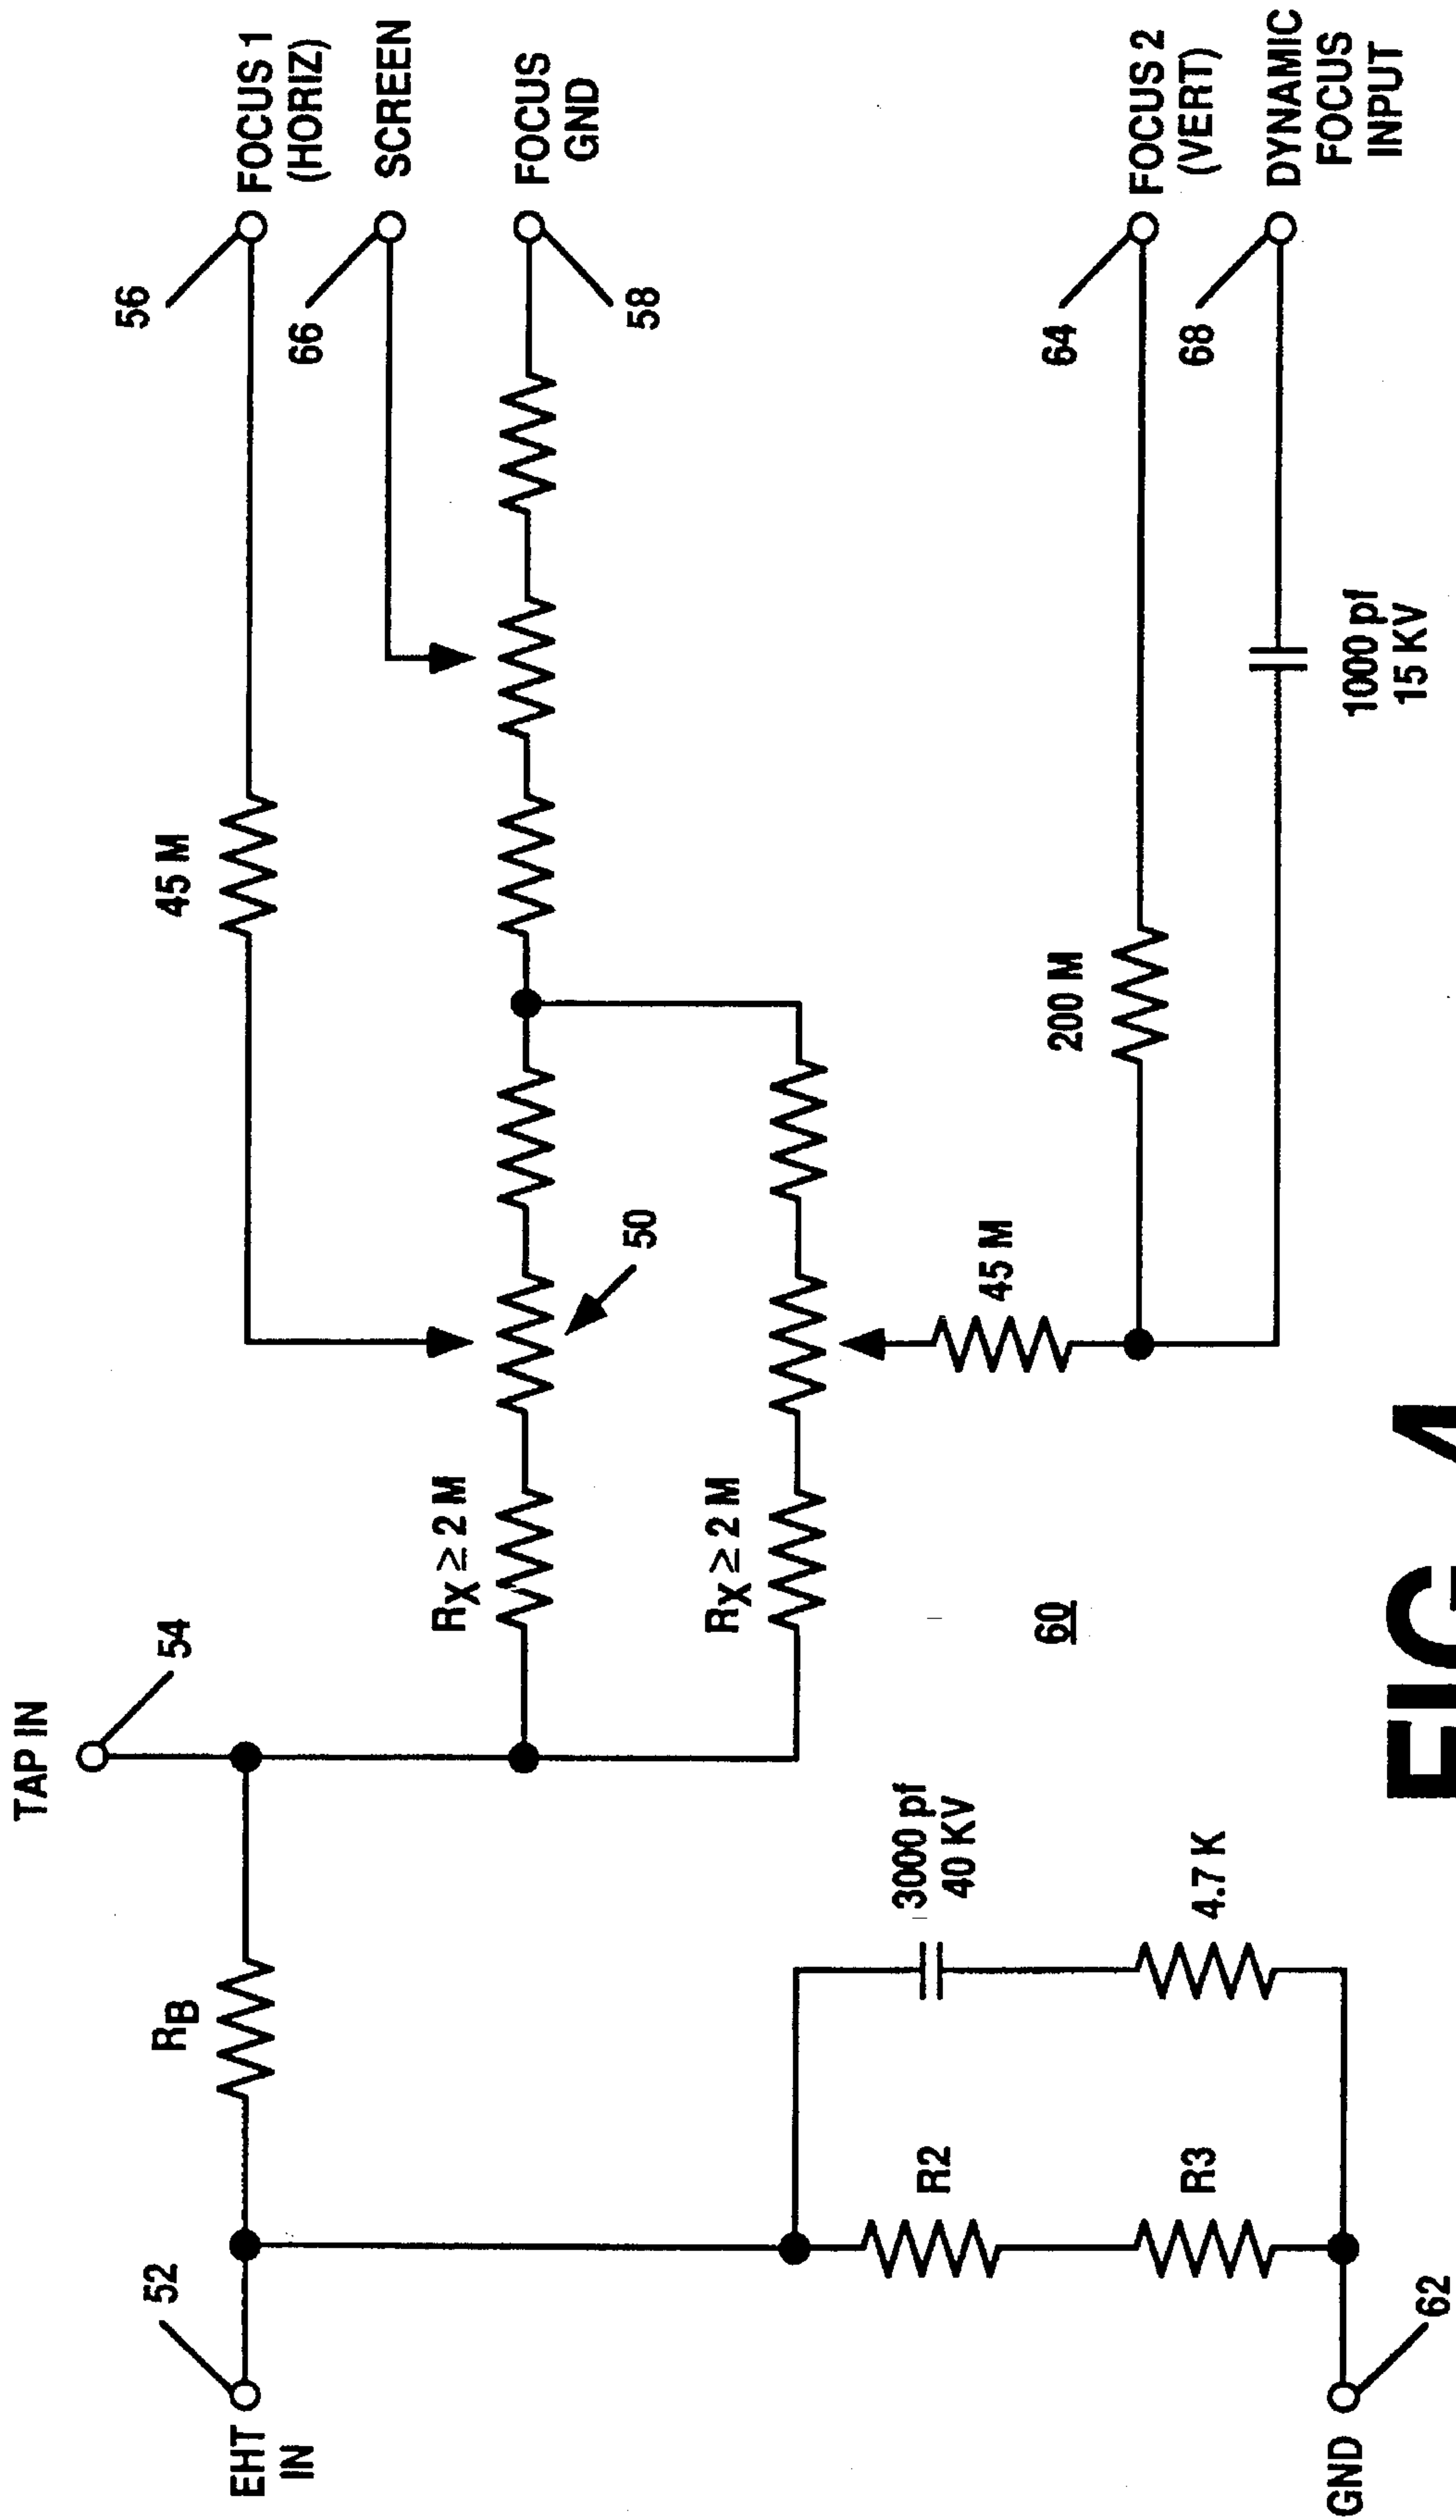 TAP IN
54
56
FOCUS 1
(HORIZ)
45 M
66
SCREEN
52
EHT
IN
RB
RX ≥ 2 M
50
FOCUS
GND
58
RX ≥ 2 M
R2
3000 pf
40 KV
60
45 M
200 M
64
FOCUS 2
(VERT)
R3
4.7 K
68
DYNAMIC
FOCUS
INPUT
1000 pf
15 KV
GND
62